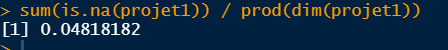 > sum(is.na(projet1)) / prod(dim(projet1))
[1] 0.04818182
>